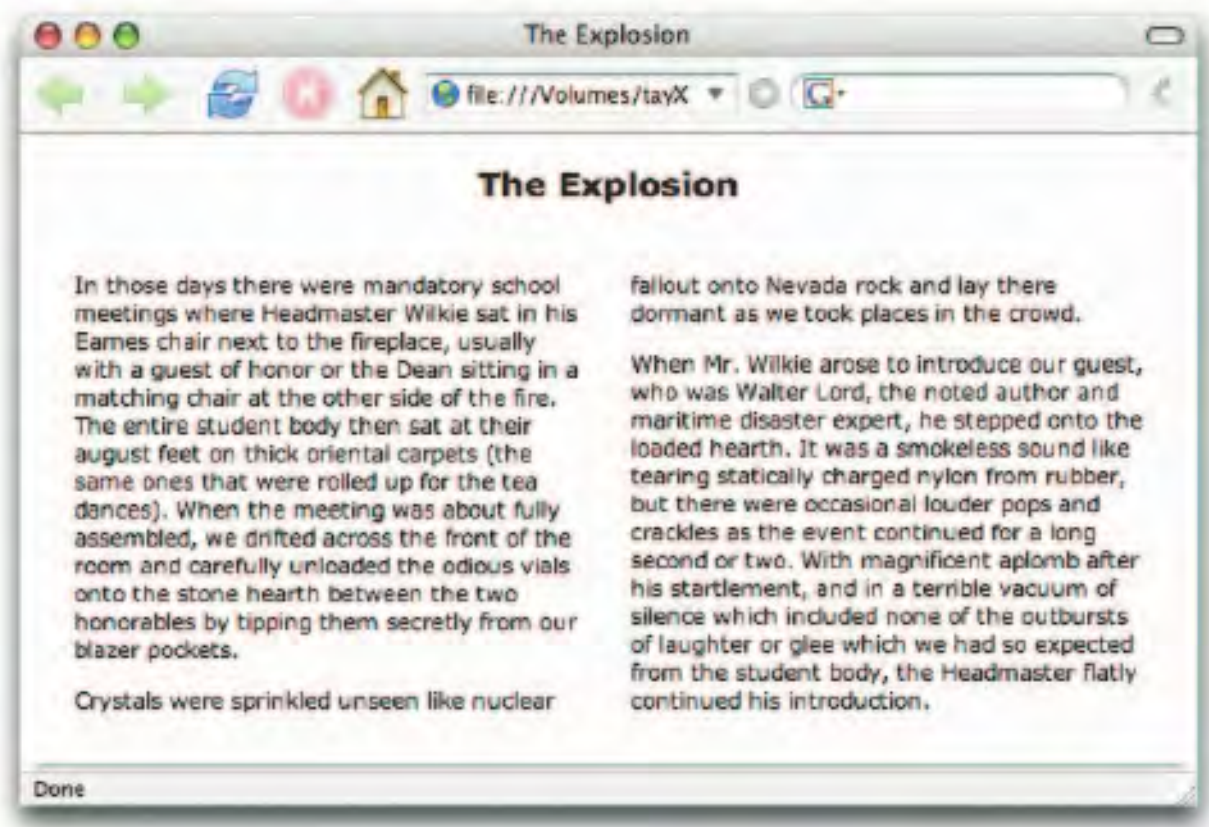 The Explosion
file:///Volumes/tayX
G
The Explosion
In those days there were mandatory school
meetings where Headmaster Wilkie sat in his
Eames chair next to the fireplace, usually
with a guest of honor or the Dean sitting in a
matching chair at the other side of the fire.
The entire student body then sat at their
august feet on thick oriental carpets (the
same ones that were rolled up for the tea
dances). When the meeting was about fully
assembled, we drifted across the front of the
room and carefully unloaded the odious vials
onto the stone hearth between the two
honorables by tipping them secretly from our
blazer pockets.
Crystals were sprinkled unseen like nuclear
fallout onto Nevada rock and lay there
dormant as we took places in the crowd.
When Mr. Wilkie arose to introduce our guest,
who was Walter Lord, the noted author and
maritime disaster expert, he stepped onto the
loaded hearth. It was a smokeless sound like
tearing statically charged nylon from rubber,
but there were occasional louder pops and
crackles as the event continued for a long
second or two. With magnificent aplomb after
his startlement, and in a terrible vacuum of
silence which included none of the outbursts
of laughter or glee which we had so expected
from the student body, the Headmaster flatly
continued his introduction.
Done